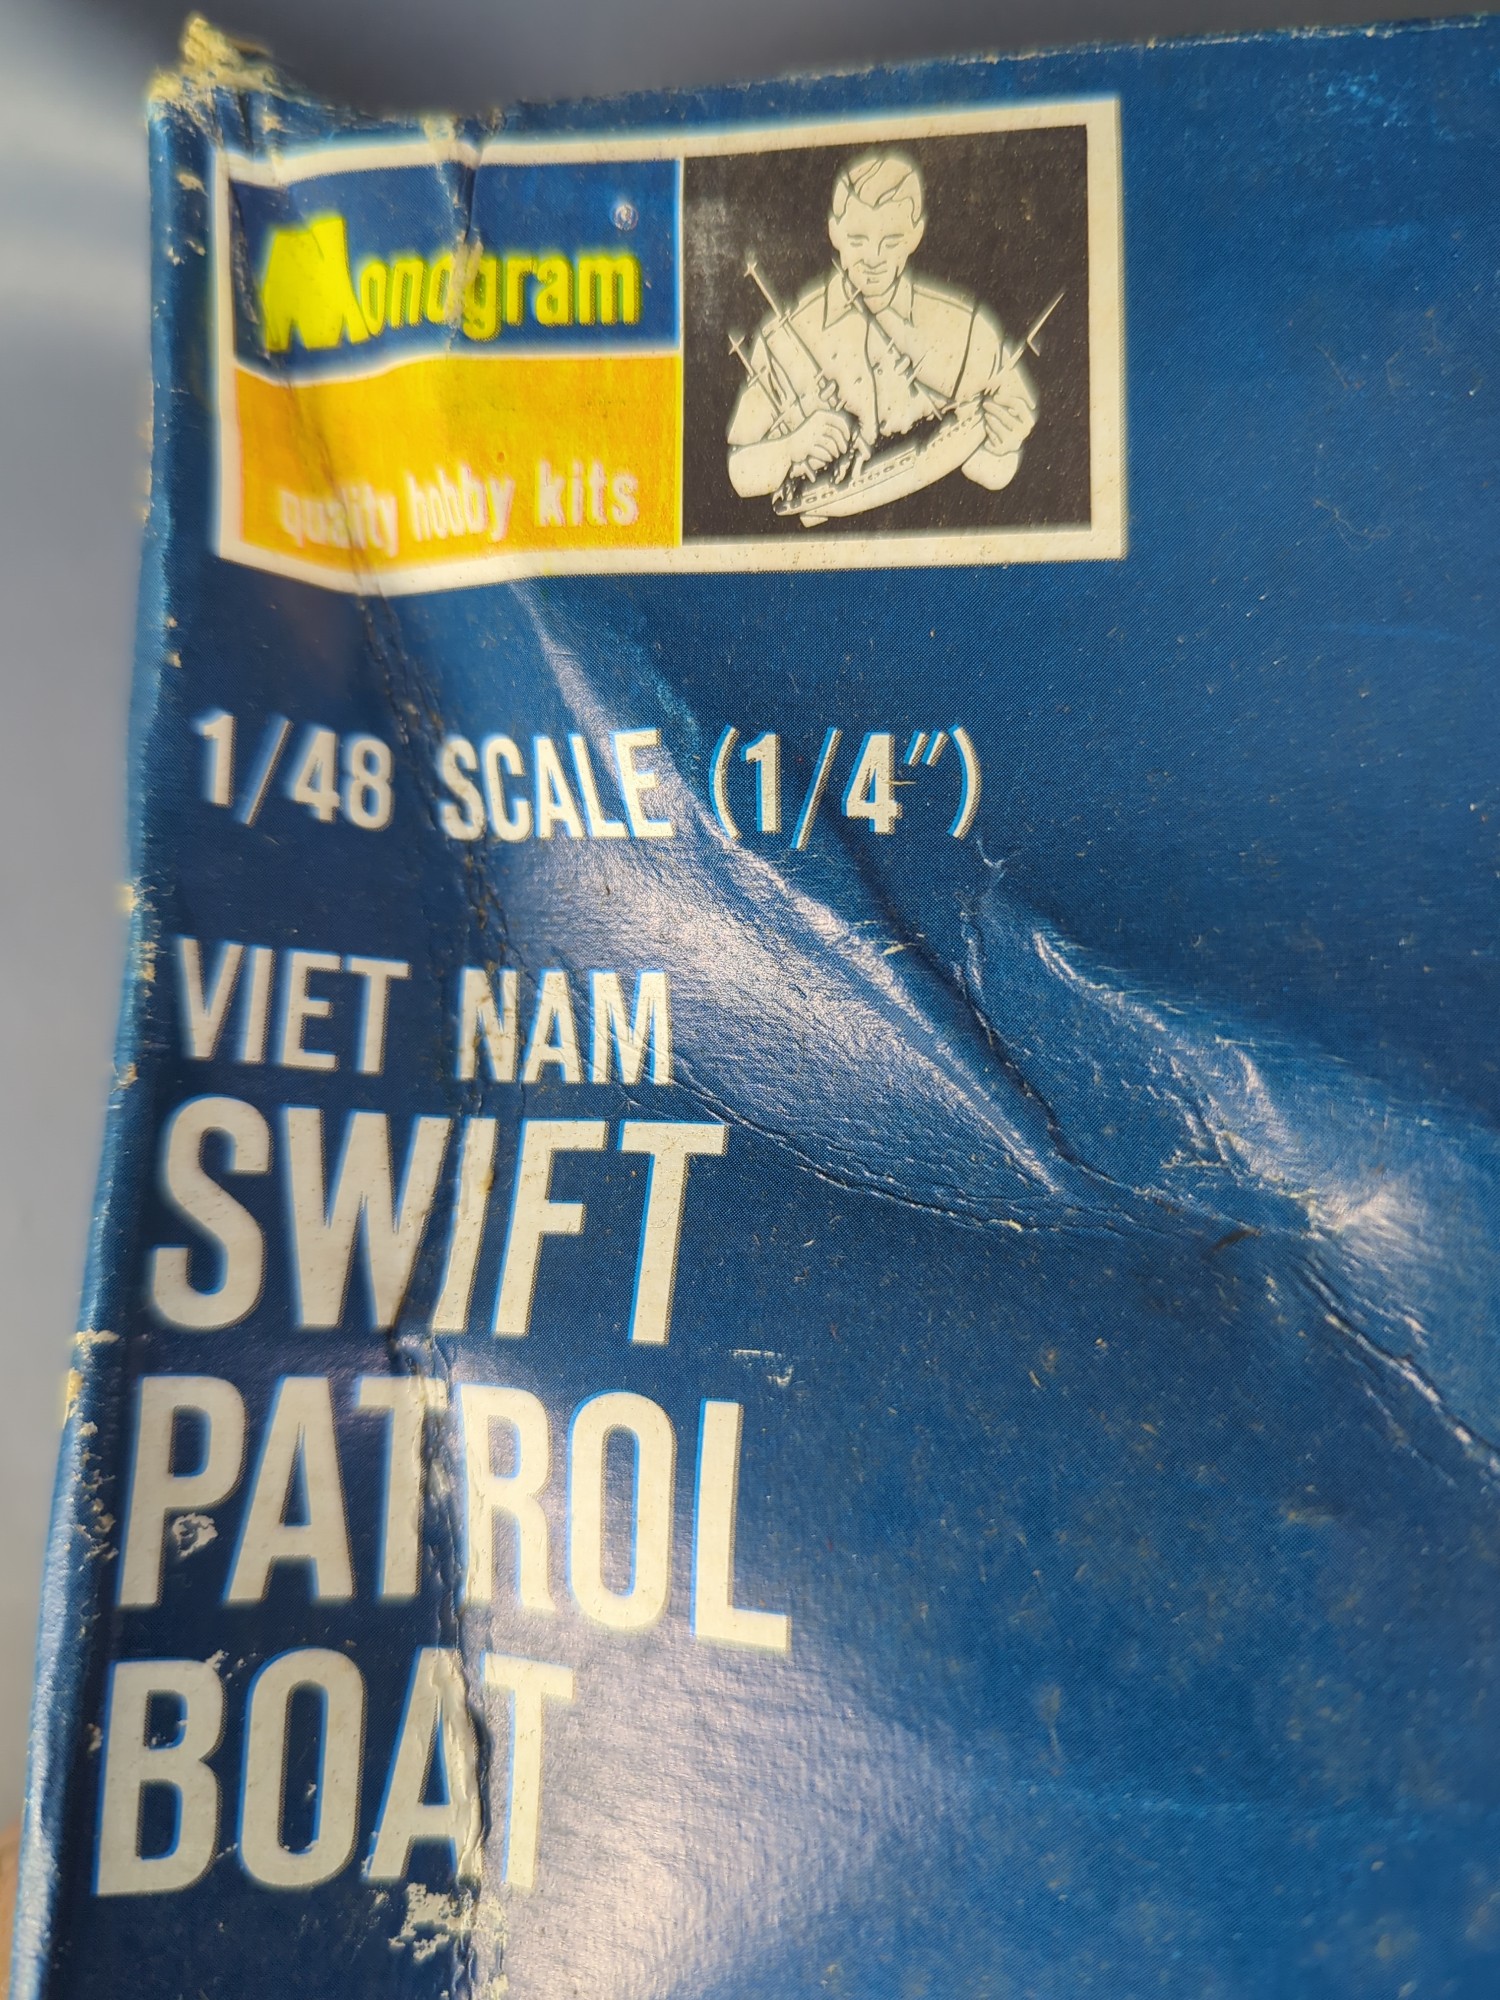 Monogram ®
quality hobby kits
1/48 SCALE (1/4")
VIET NAM
SWIFT
PATROL
BOAT